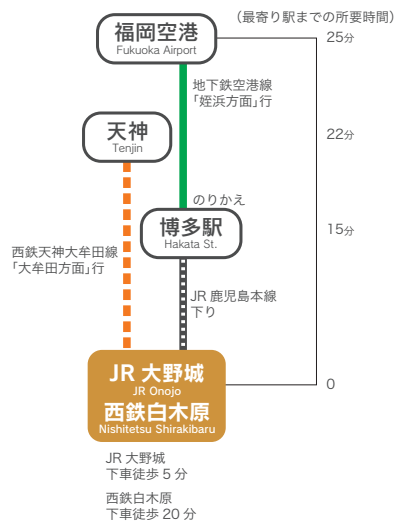 （最寄り駅までの所要時間）
福岡空港
Fukuoka Airport
25分
地下鉄空港線
「姪浜方面」行
天神
Tenjin
22分
のりかえ
博多駅
Hakata St.
15分
西鉄天神大牟田線
「大牟田方面」行
JR 鹿児島本線
下り
JR 大野城
JR Onojo
西鉄白木原
Nishitetsu Shirakibaru
0
JR 大野城
下車徒歩 5 分
西鉄白木原
下車徒歩 20 分